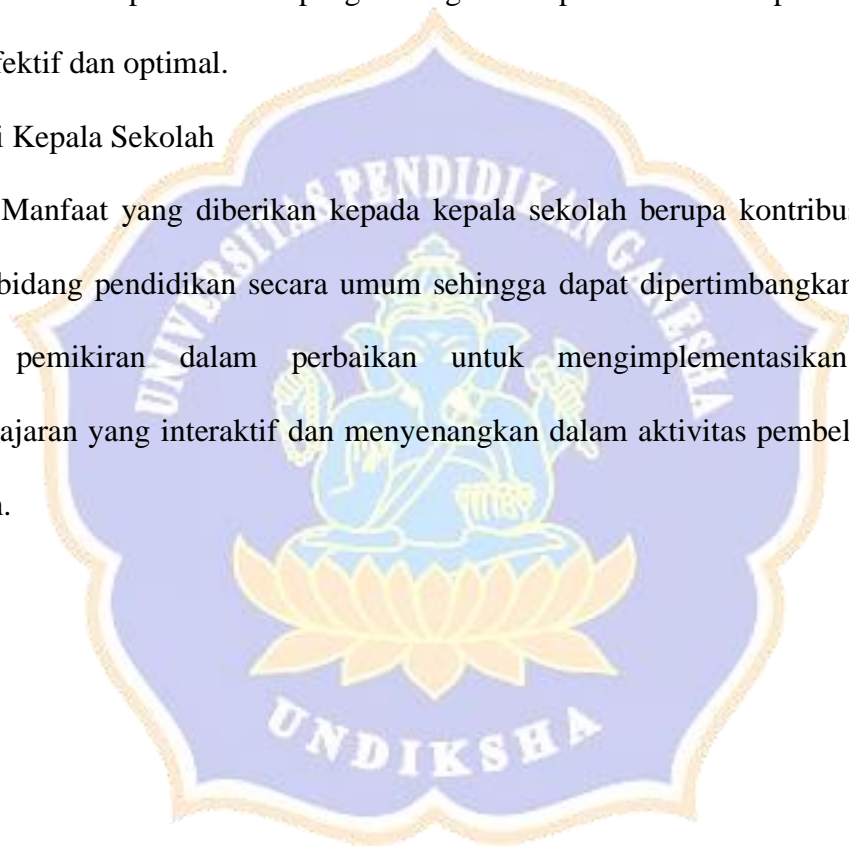 fektif dan optimal.
i Kepala Sekolah
Manfaat yang diberikan kepada kepala sekolah berupa kontribus
bidang pendidikan secara umum sehingga dapat dipertimbangkan
pemikiran dalam perbaikan untuk mengimplementasikan
ajaran yang interaktif dan menyenangkan dalam aktivitas pembel
.
UNIVERSITAS PENDIDIKAN GANESHA
UNDIKSHA